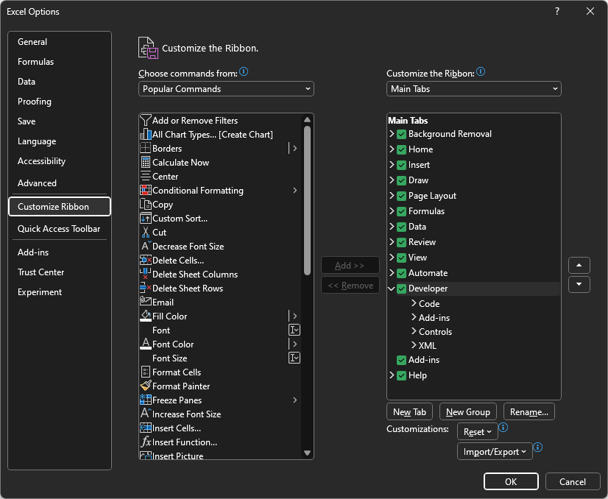 Excel Options
?
General
Formulas
Data
Proofing
Save
Language
Accessibility
Advanced
Customize Ribbon
Quick Access Toolbar
Add-ins
Trust Center
Experiment
Customize the Ribbon.
Choose commands from:
Popular Commands
Add or Remove Filters
All Chart Types... [Create Chart]
Borders
Calculate Now
Center
Conditional Formatting
Copy
Custom Sort...
Cut
Decrease Font Size
Delete Cells...
Delete Sheet Columns
Delete Sheet Rows
Email
Fill Color
Font
Font Color
Font Size
Format Cells
Format Painter
Freeze Panes
Increase Font Size
Insert Cells...
Insert Function...
Insert Picture
Add >>
<< Remove
Customize the Ribbon:
Main Tabs
Main Tabs
Background Removal
Home
Insert
Draw
Page Layout
Formulas
Data
Review
View
Automate
Developer
Code
Add-ins
Controls
XML
Add-ins
Help
New Tab
New Group
Rename...
Customizations:
Reset
Import/Export
OK
Cancel